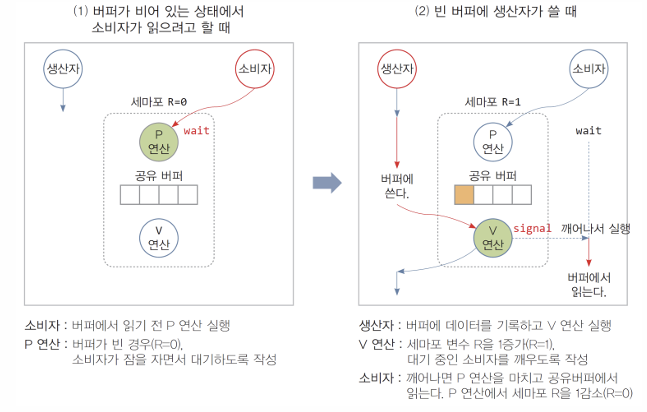 (1) 버퍼가 비어 있는 상태에서
소비자가 읽으려고 할 때
생산자
소비자
세마포 R=0
P
연산
wait
공유 버퍼
V
연산
소비자 : 버퍼에서 읽기 전 P 연산 실행
P 연산 : 버퍼가 빈 경우(R=0),
소비자가 잠을 자면서 대기하도록 작성
(2) 빈 버퍼에 생산자가 쓸 때
생산자
소비자
세마포 R=1
P
연산
wait
버퍼에
쓴다.
공유 버퍼
V
연산
signal
깨어나서 실행
버퍼에서
읽는다.
생산자 : 버퍼에 데이터를 기록하고 V 연산 실행
V 연산 : 세마포 변수 R을 1증가(R=1),
대기 중인 소비자를 깨우도록 작성
소비자 : 깨어나면 P 연산을 마치고 공유버퍼에서
읽는다. P 연산에서 세마포 R을 1감소(R=0)